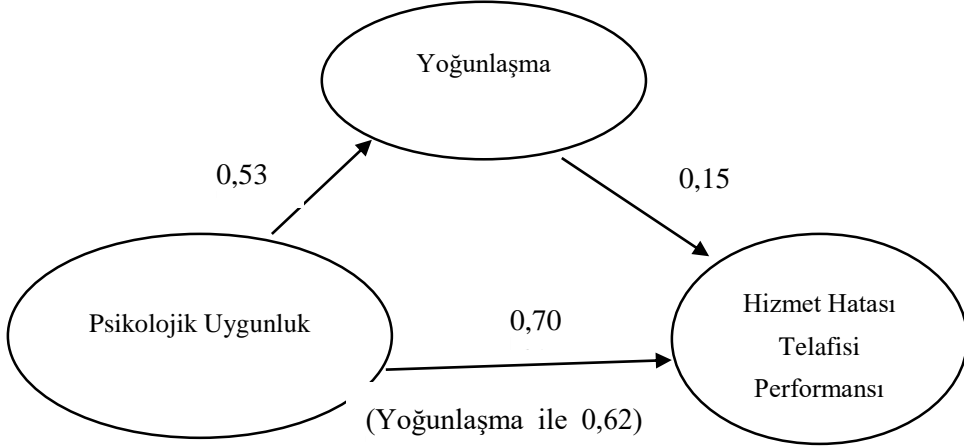 Yoğunlaşma
0,53
0,15
Psikolojik Uygunluk
0,70
Hizmet Hatası
Telafisi
Performansı
(Yoğunlaşma ile 0,62)